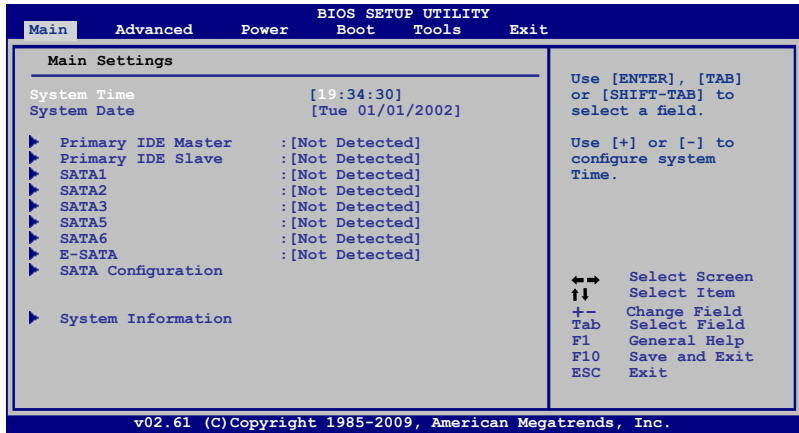 BIOS SETUP UTILITY
Main Advanced Power Boot Tools Exit
Main Settings
System Time [19:34:30]
System Date [Tue 01/01/2002]
Primary IDE Master :[Not Detected]
Primary IDE Slave :[Not Detected]
SATA1 :[Not Detected]
SATA2 :[Not Detected]
SATA3 :[Not Detected]
SATA5 :[Not Detected]
SATA6 :[Not Detected]
E-SATA :[Not Detected]
SATA Configuration
System Information
Use [ENTER], [TAB]
or [SHIFT-TAB] to
select a field.
Use [+] or [-] to
configure system
Time.
←→ Select Screen
↑↓ Select Item
+- Change Field
Tab Select Field
F1 General Help
F10 Save and Exit
ESC Exit
v02.61 (C)Copyright 1985-2009, American Megatrends, Inc.